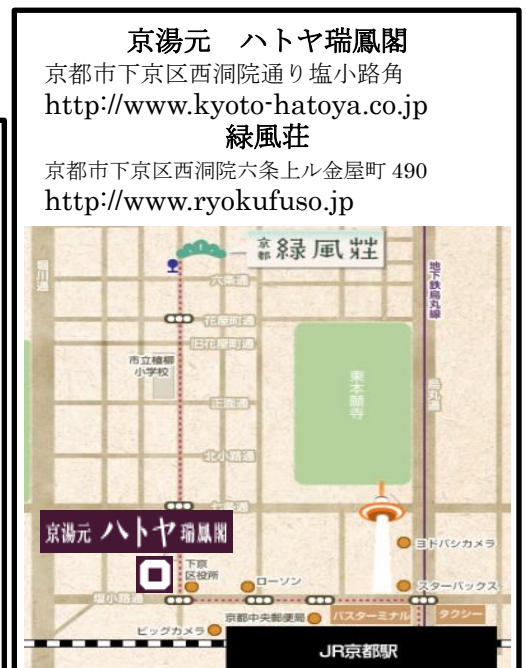 京湯元　ハトヤ瑞鳳閣
京都市下京区西洞院通り塩小路角
http://www.kyoto-hatoya.co.jp
緑風荘
京都市下京区西洞院六条上ル金屋町 490
http://www.ryokufuso.jp
京都 緑風荘
堀川通
六条通
地下鉄烏丸線
花屋町通
旧花屋町通
市立植柳
小学校
東本願寺
烏丸通
正面通
北小路通
七条通
京湯元 ハトヤ 瑞鳳閣
ヨドバシカメラ
下京
区役所
ローソン
スターバックス
塩小路通
京都中央郵便局
バスターミナル
タクシー
ビックカメラ
JR京都駅